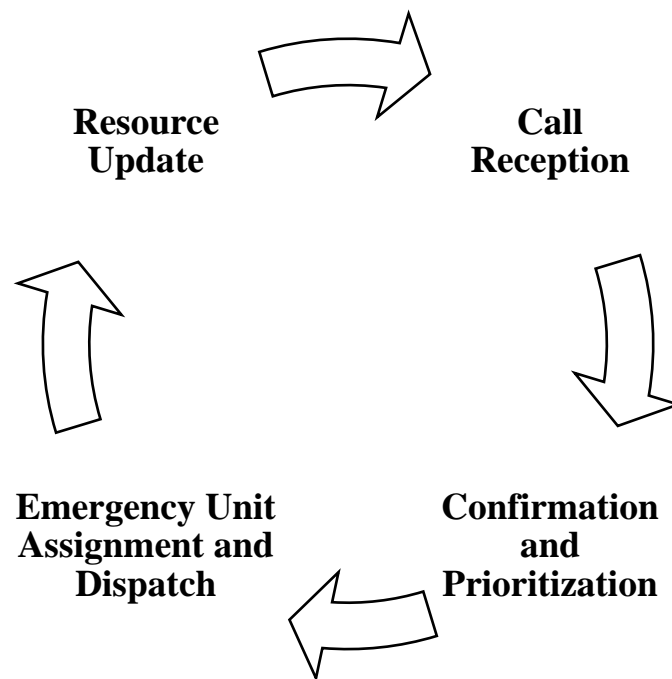 Resource
Update
Call
Reception
Emergency Unit
Assignment and
Dispatch
Confirmation
and
Prioritization